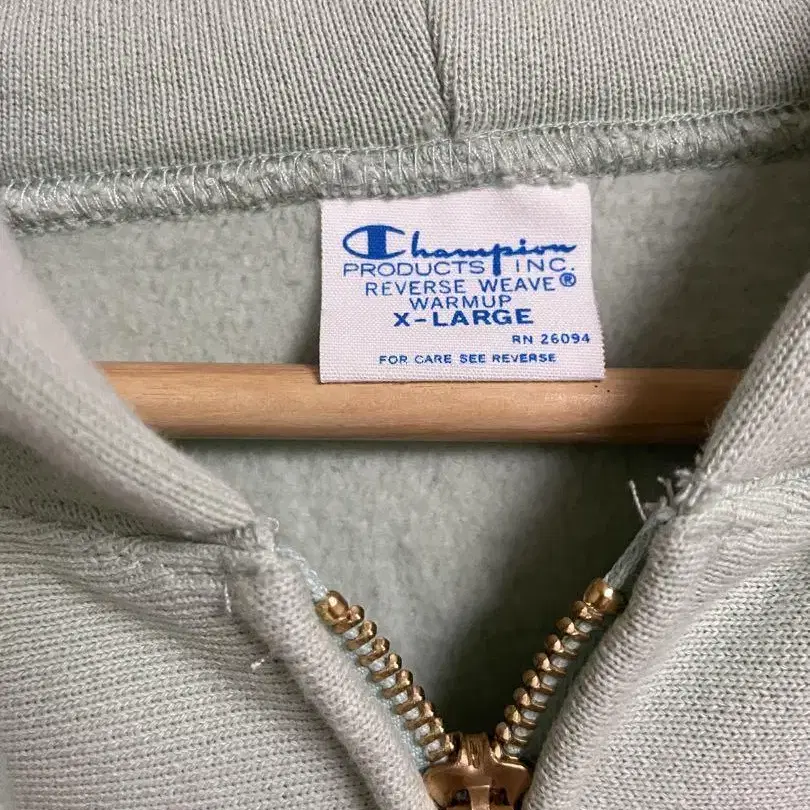 Champion
PRODUCTS INC.
REVERSE WEAVE®
WARMUP
X-LARGE
RN 26094
FOR CARE SEE REVERSE